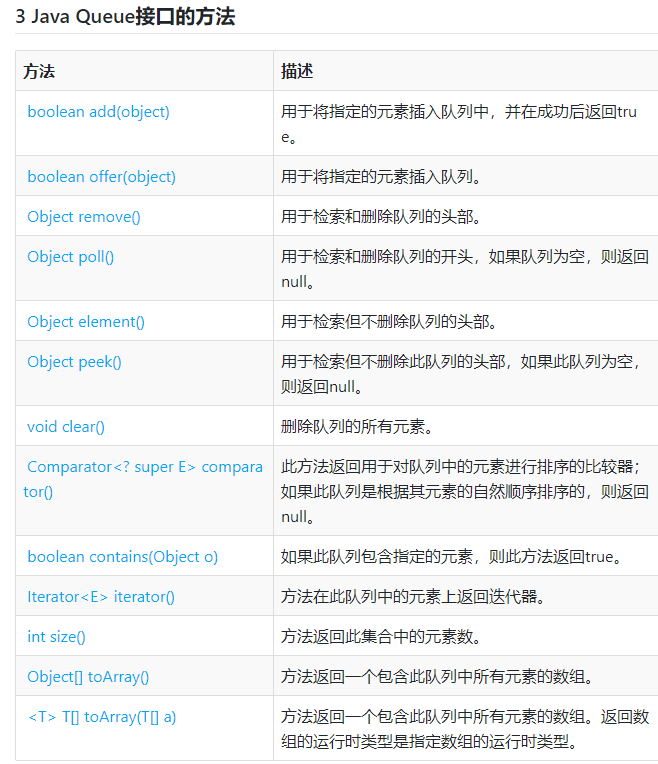 3 Java Queue接口的方法
方法 描述
boolean add(object) 用于将指定的元素插入队列中，并在成功后返回tru
e。
boolean offer(object) 用于将指定的元素插入队列。
Object remove() 用于检索和删除队列的头部。
Object poll() 用于检索和删除队列的开头，如果队列为空，则返回
null。
Object element() 用于检索但不删除队列的头部。
Object peek() 用于检索但不删除此队列的头部，如果此队列为空，
则返回null。
void clear() 删除队列的所有元素。
Comparator<? super E> compara
tor()
此方法返回用于对队列中的元素进行排序的比较器；
如果此队列是根据其元素的自然顺序排序的，则返回
null。
boolean contains(Object o) 如果此队列包含指定的元素，则此方法返回true。
Iterator<E> iterator() 方法在此队列中的元素上返回迭代器。
int size() 方法返回此集合中的元素数。
Object[] toArray() 方法返回一个包含此队列中所有元素的数组。
<T> T[] toArray(T[] a) 方法返回一个包含此队列中所有元素的数组。返回数
组的运行时类型是指定数组的运行时类型。